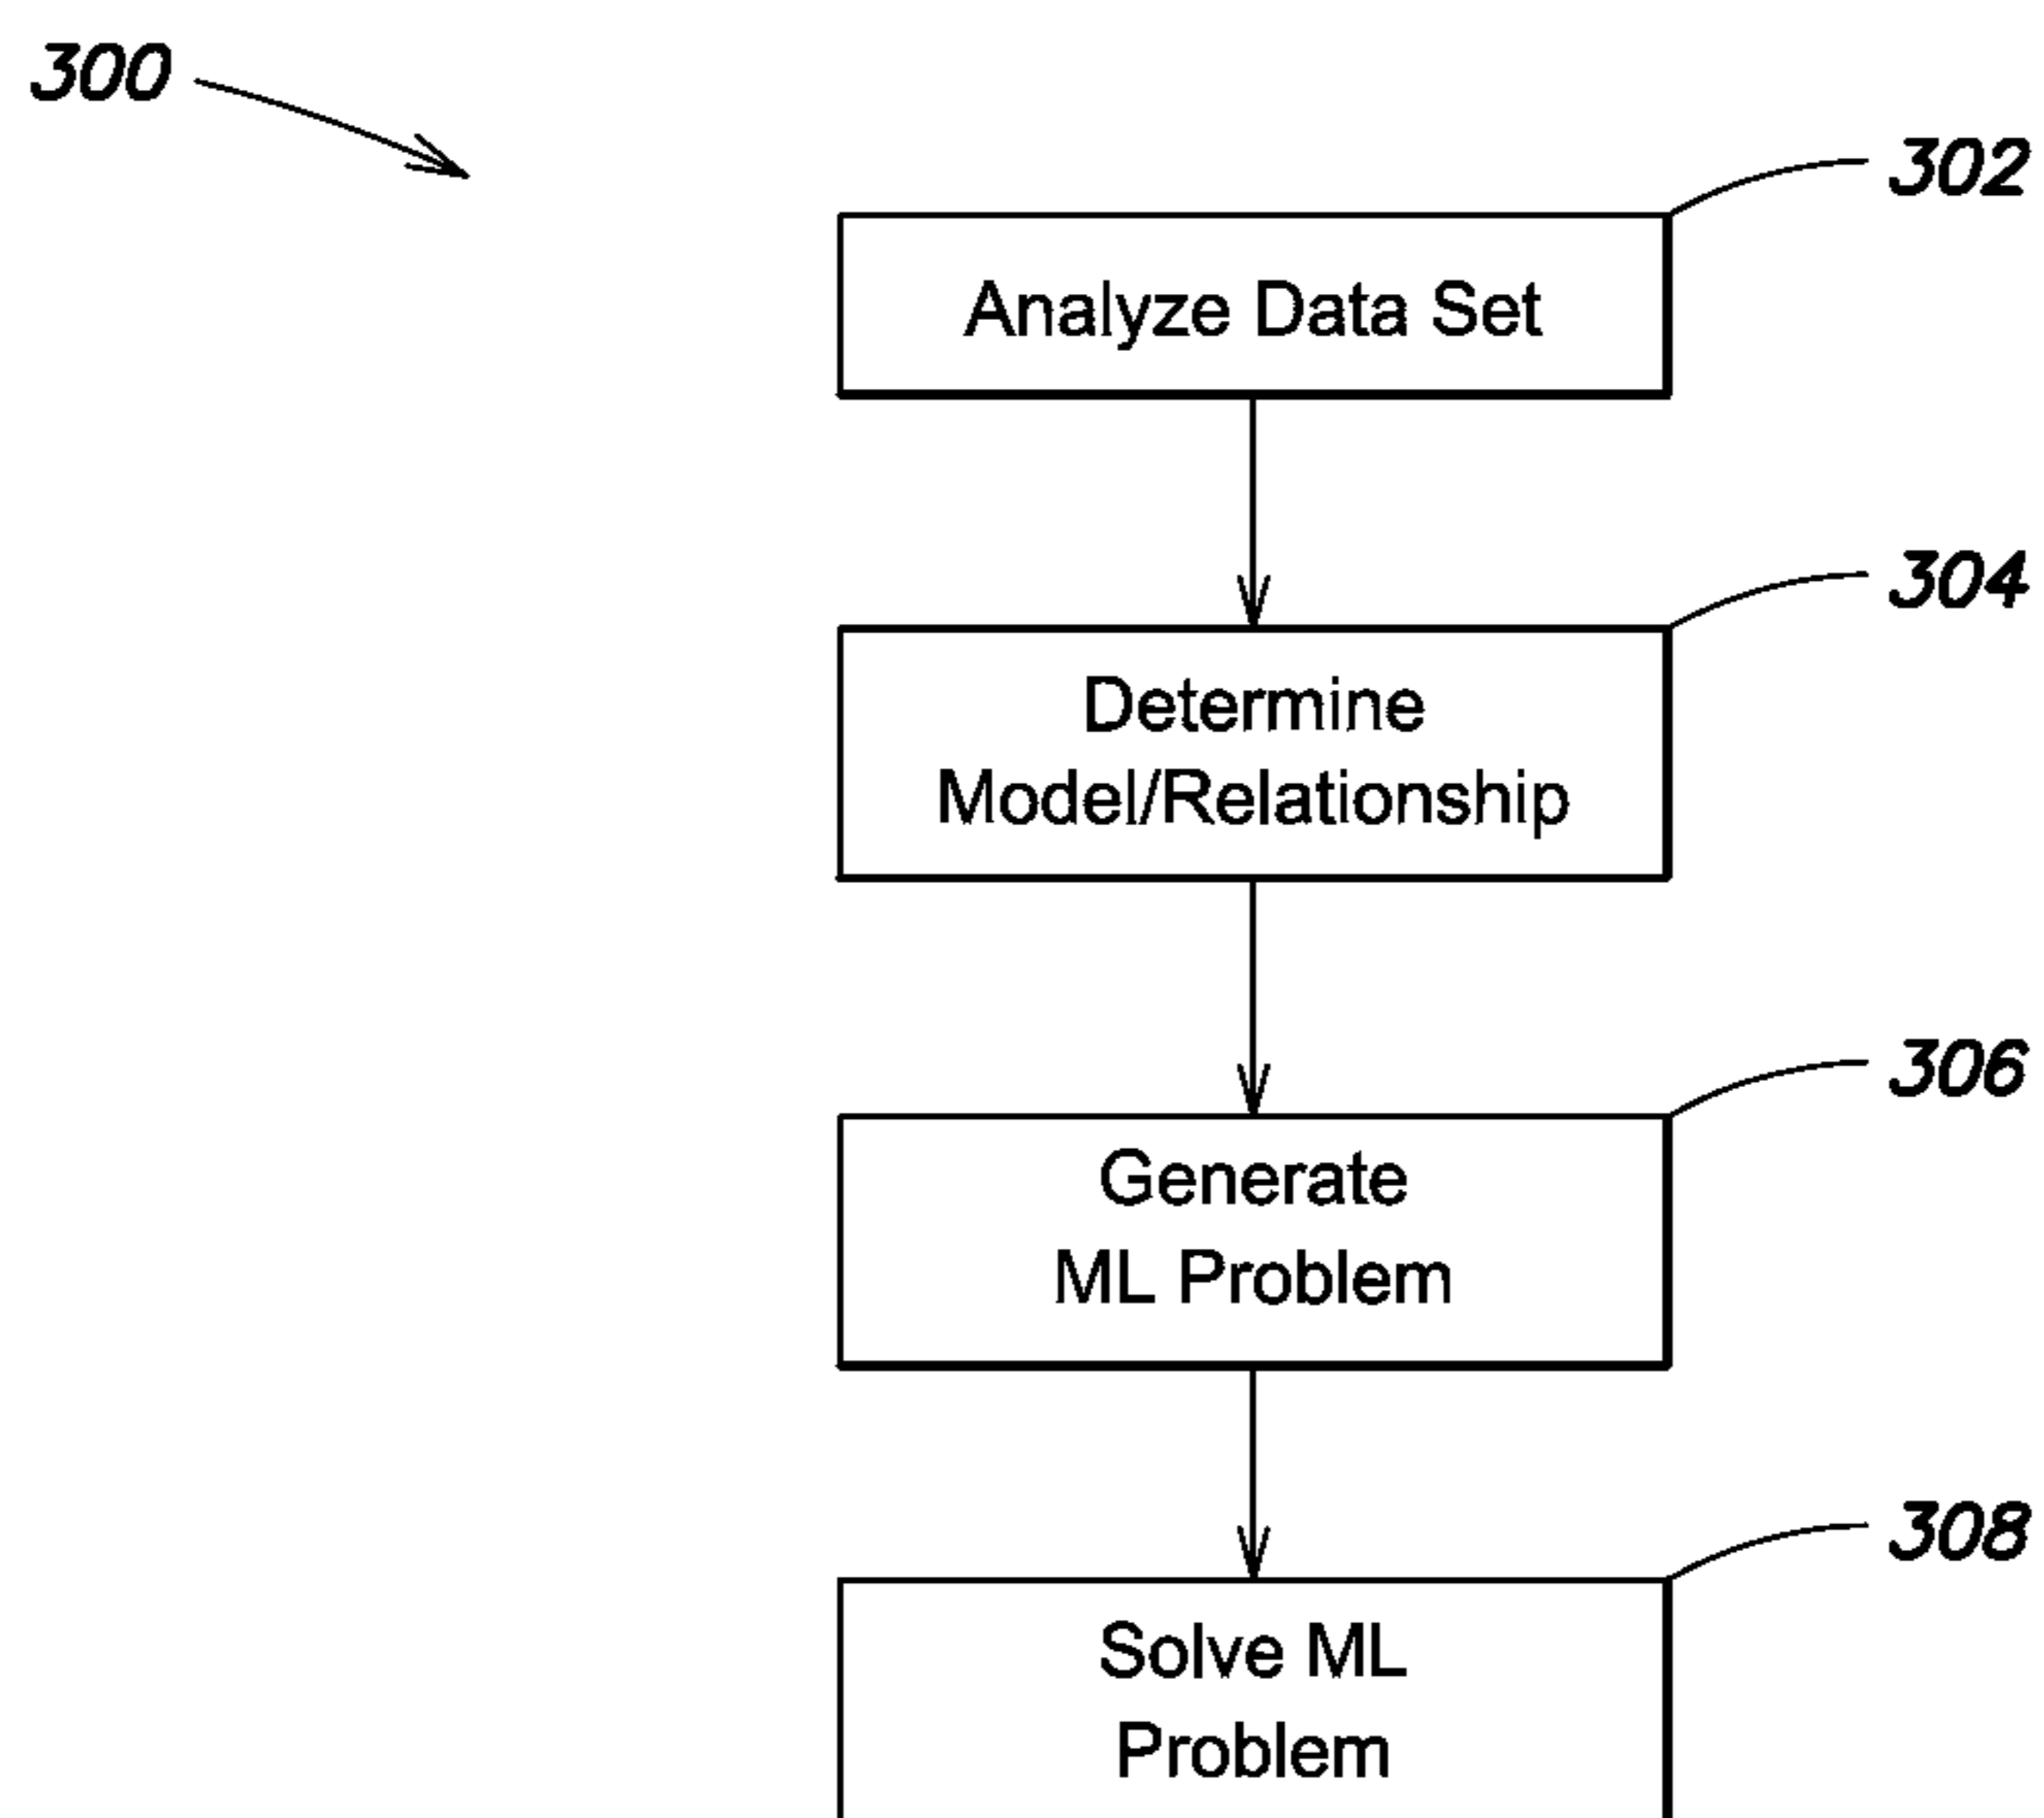 300
302
Analyze Data Set
304
Determine
Model/Relationship
306
Generate
ML Problem
308
Solve ML
Problem